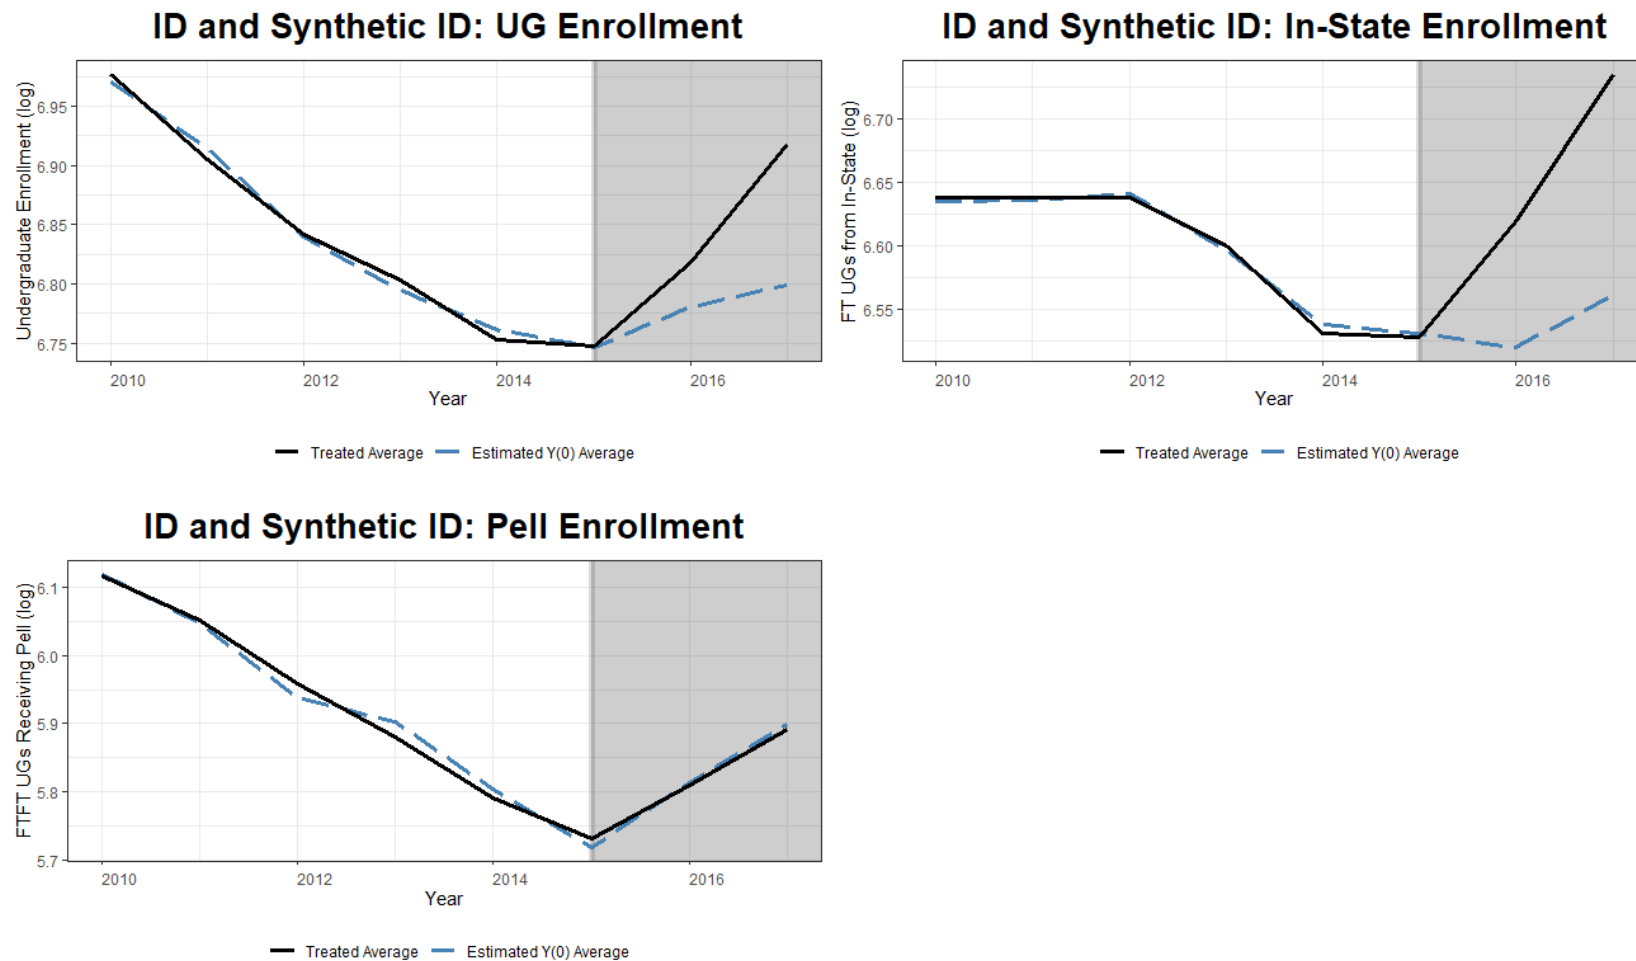 ID and Synthetic ID: UG Enrollment
Undergraduate Enrollment (log)
6.95
6.90
6.85
6.80
6.75
2010 2012 2014 2016
Year
Treated Average Estimated Y(0) Average
ID and Synthetic ID: In-State Enrollment
FT UGs from In-State (log)
6.70
6.65
6.60
6.55
2010 2012 2014 2016
Year
Treated Average Estimated Y(0) Average
ID and Synthetic ID: Pell Enrollment
FTFT UGs Receiving Pell (log)
6.1
6.0
5.9
5.8
5.7
2010 2012 2014 2016
Year
Treated Average Estimated Y(0) Average